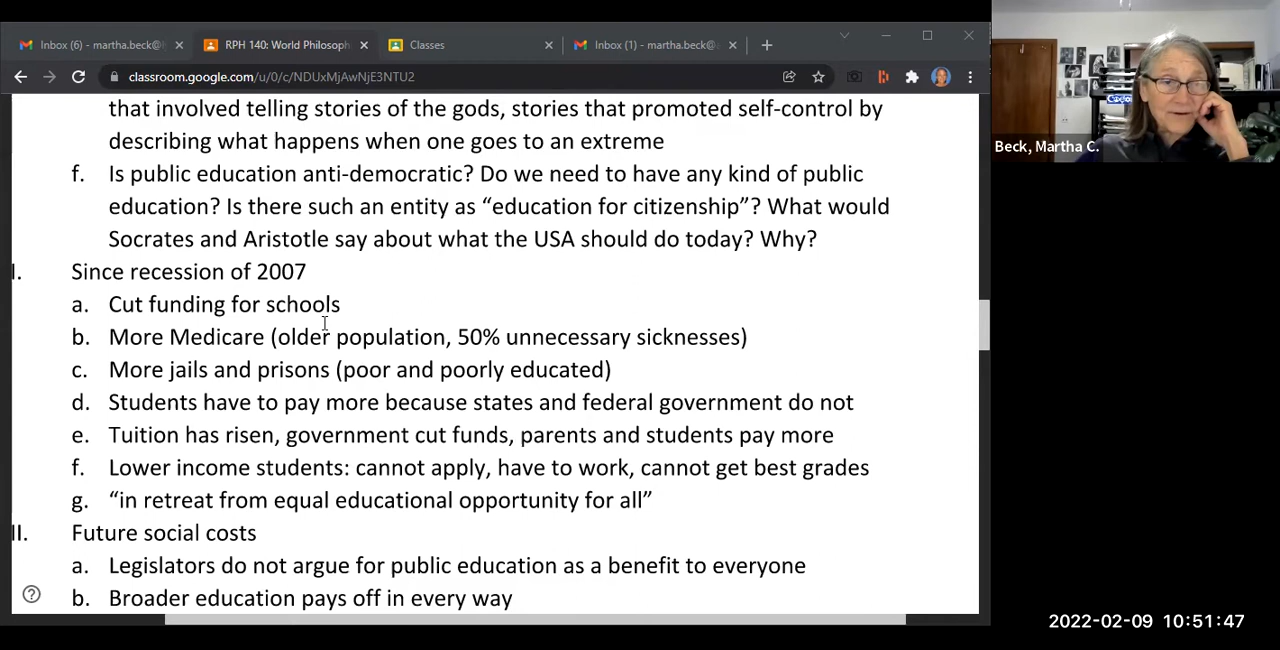 Inbox (6) - martha.beck@
RPH 140: World Philosoph
Classes
Inbox (1) - martha.beck@
classroom.google.com/u/0/c/NDUxMjAwNjE3NTU2
Beck, Martha C.
that involved telling stories of the gods, stories that promoted self-control by
describing what happens when one goes to an extreme
f. Is public education anti-democratic? Do we need to have any kind of public
education? Is there such an entity as “education for citizenship”? What would
Socrates and Aristotle say about what the USA should do today? Why?
I. Since recession of 2007
a. Cut funding for schools
b. More Medicare (older population, 50% unnecessary sicknesses)
c. More jails and prisons (poor and poorly educated)
d. Students have to pay more because states and federal government do not
e. Tuition has risen, government cut funds, parents and students pay more
f. Lower income students: cannot apply, have to work, cannot get best grades
g. “in retreat from equal educational opportunity for all”
II. Future social costs
a. Legislators do not argue for public education as a benefit to everyone
b. Broader education pays off in every way
2022-02-09 10:51:47